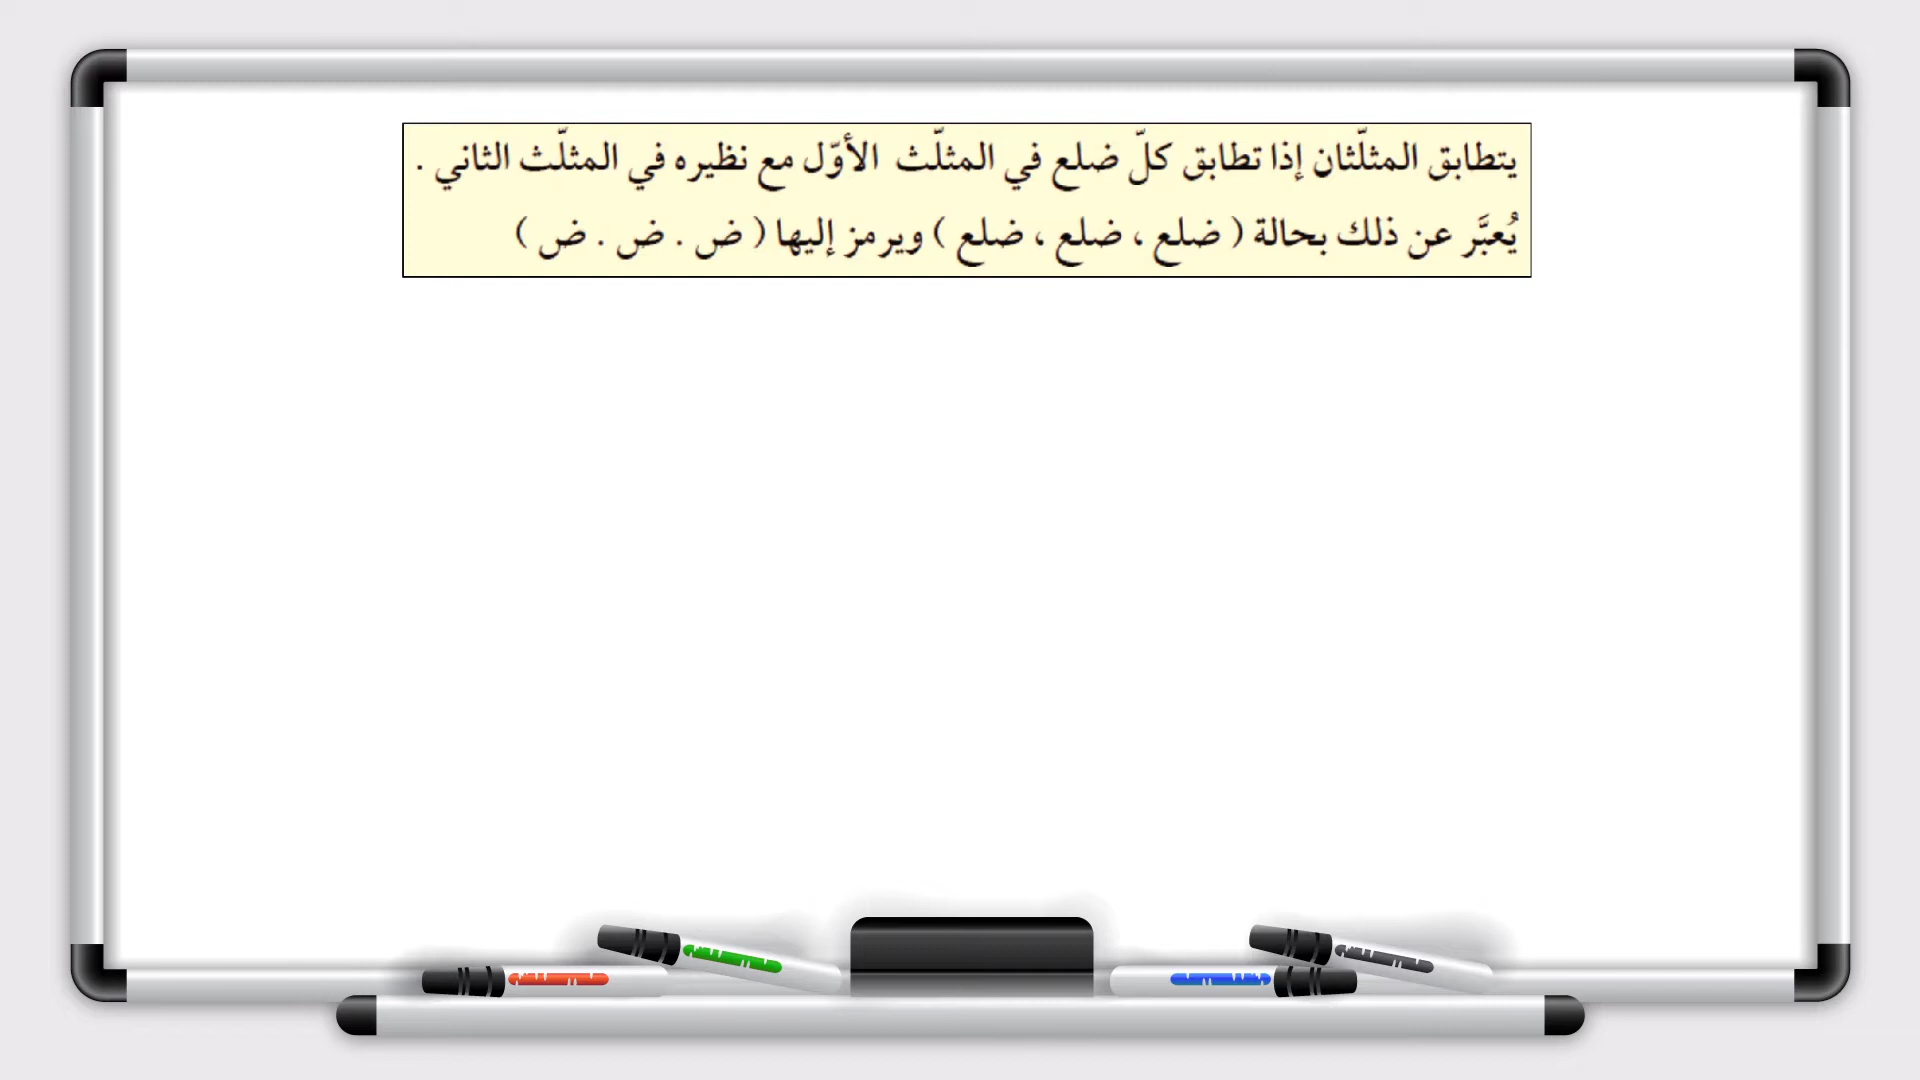 يتطابق المثلّثان إذا تطابق كلّ ضلع في المثلّث الأوّل مع نظيره في المثلّث الثاني .
يُعبَّر عن ذلك بحالة ( ضلع ، ضلع ، ضلع ) ويرمز إليها ( ض . ض . ض )